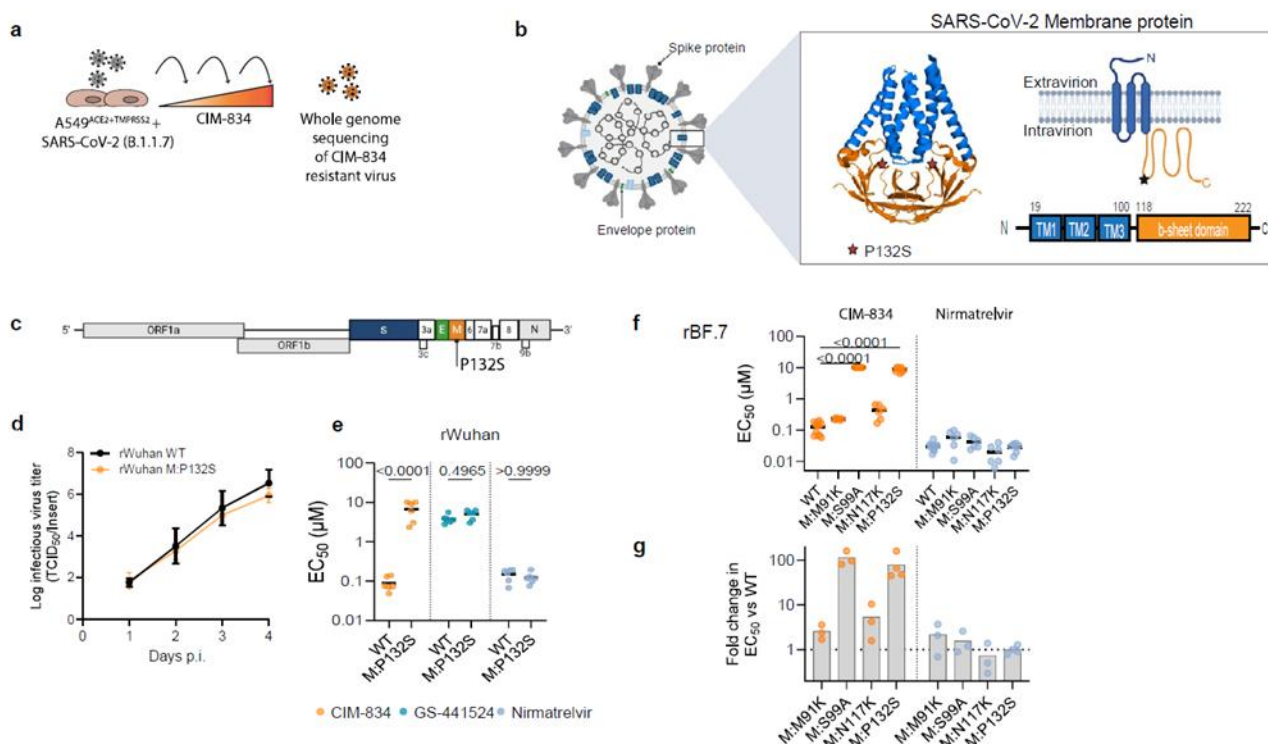 a
A549ACE2+TMPRSS2 +
SARS-CoV-2 (B.1.1.7)
CIM-834
Whole genome
sequencing
of CIM-834
resistant virus
b
SARS-CoV-2 Membrane protein
Spike protein
Envelope protein
P132S
Extravirion
Intravirion
N
C
19 100 118 222
N TM1 TM2 TM3 b-sheet domain C
c
5' ORF1a ORF1b S 3a E M 6 7a 8 N 3'
3c 7b 9b
P132S
d
rWuhan WT
rWuhan M:P132S
Log infectious virus titer
(TCID50/Insert)
8
6
4
2
0
0 1 2 3 4
Days p.i.
e
rWuhan
<0.0001 0.4965 >0.9999
EC50 (µM)
100
10
1
0.1
0.01
WT
M:P132S
WT
M:P132S
WT
M:P132S
CIM-834 GS-441524 Nirmatrelvir
f
rBF.7
CIM-834 Nirmatrelvir
<0.0001
<0.0001
EC50 (µM)
100
10
1
0.1
0.01
WT
M:M91K
M:S99A
M:N117K
M:P132S
WT
M:M91K
M:S99A
M:N117K
M:P132S
g
Fold change in
EC50 vs WT
100
10
1
M:M91K
M:S99A
M:N117K
M:P132S
M:M91K
M:S99A
M:N117K
M:P132S